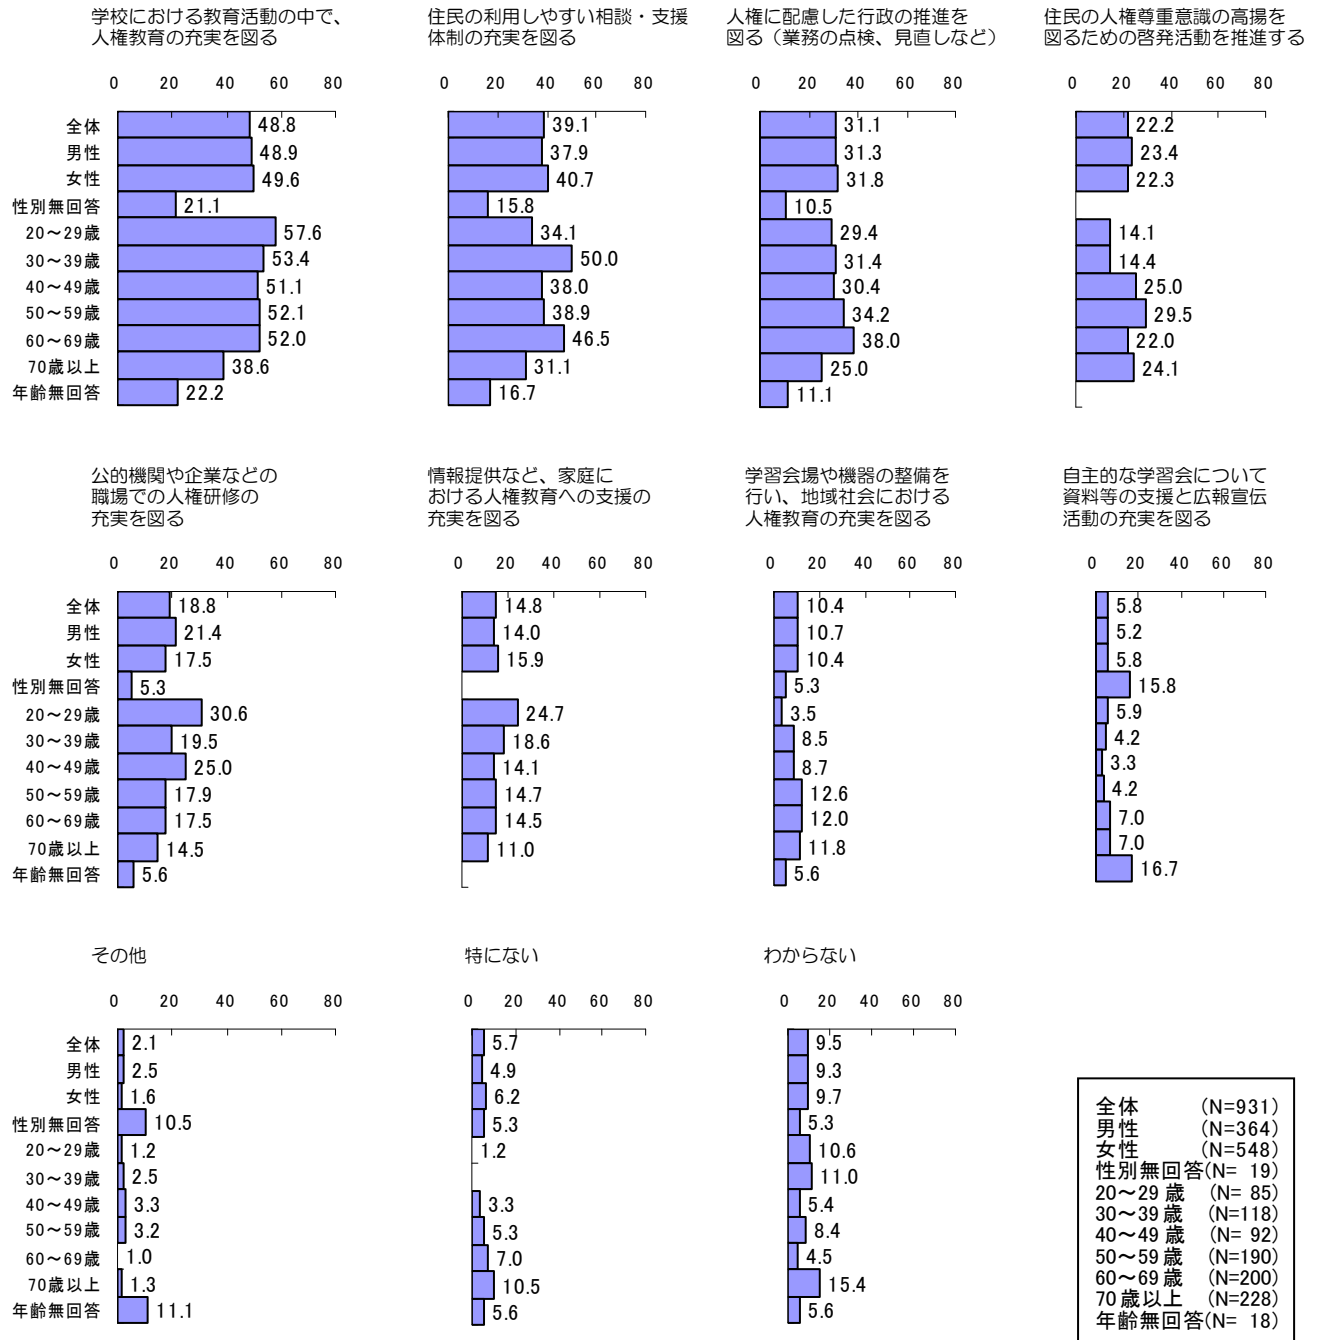 学校における教育活動の中で、
人権教育の充実を図る
0 20 40 60 80
全体 48.8
男性 48.9
女性 49.6
性別無回答 21.1
20～29歳 57.6
30～39歳 53.4
40～49歳 51.1
50～59歳 52.1
60～69歳 52.0
70歳以上 38.6
年齢無回答 22.2
住民の利用しやすい相談・支援
体制の充実を図る
0 20 40 60 80
39.1
37.9
40.7
15.8
34.1
50.0
38.0
38.9
46.5
31.1
16.7
人権に配慮した行政の推進を
図る（業務の点検、見直しなど）
0 20 40 60 80
31.1
31.3
31.8
10.5
29.4
31.4
30.4
34.2
38.0
25.0
11.1
住民の人権尊重意識の高揚を
図るための啓発活動を推進する
0 20 40 60 80
22.2
23.4
22.3
14.1
14.4
25.0
29.5
22.0
24.1
公的機関や企業などの
職場での人権研修の
充実を図る
0 20 40 60 80
全体 18.8
男性 21.4
女性 17.5
性別無回答 5.3
20～29歳 30.6
30～39歳 19.5
40～49歳 25.0
50～59歳 17.9
60～69歳 17.5
70歳以上 14.5
年齢無回答 5.6
情報提供など、家庭に
おける人権教育への支援の
充実を図る
0 20 40 60 80
14.8
14.0
15.9
24.7
18.6
14.1
14.7
14.5
11.0
学習会場や機器の整備を
行い、地域社会における
人権教育の充実を図る
0 20 40 60 80
10.4
10.7
10.4
5.3
3.5
8.5
8.7
12.6
12.0
11.8
5.6
自主的な学習会について
資料等の支援と広報宣伝
活動の充実を図る
0 20 40 60 80
5.8
5.2
5.8
15.8
5.9
4.2
3.3
4.2
7.0
7.0
16.7
その他
0 20 40 60 80
全体 2.1
男性 2.5
女性 1.6
性別無回答 10.5
20～29歳 1.2
30～39歳 2.5
40～49歳 3.3
50～59歳 3.2
60～69歳 1.0
70歳以上 1.3
年齢無回答 11.1
特にない
0 20 40 60 80
5.7
4.9
6.2
5.3
1.2
3.3
5.3
7.0
10.5
5.6
わからない
0 20 40 60 80
9.5
9.3
9.7
5.3
10.6
11.0
5.4
8.4
4.5
15.4
5.6
全体 (N=931)
男性 (N=364)
女性 (N=548)
性別無回答(N= 19)
20～29 歳 (N= 85)
30～39 歳 (N=118)
40～49 歳 (N= 92)
50～59 歳 (N=190)
60～69 歳 (N=200)
70 歳以上 (N=228)
年齢無回答(N= 18)